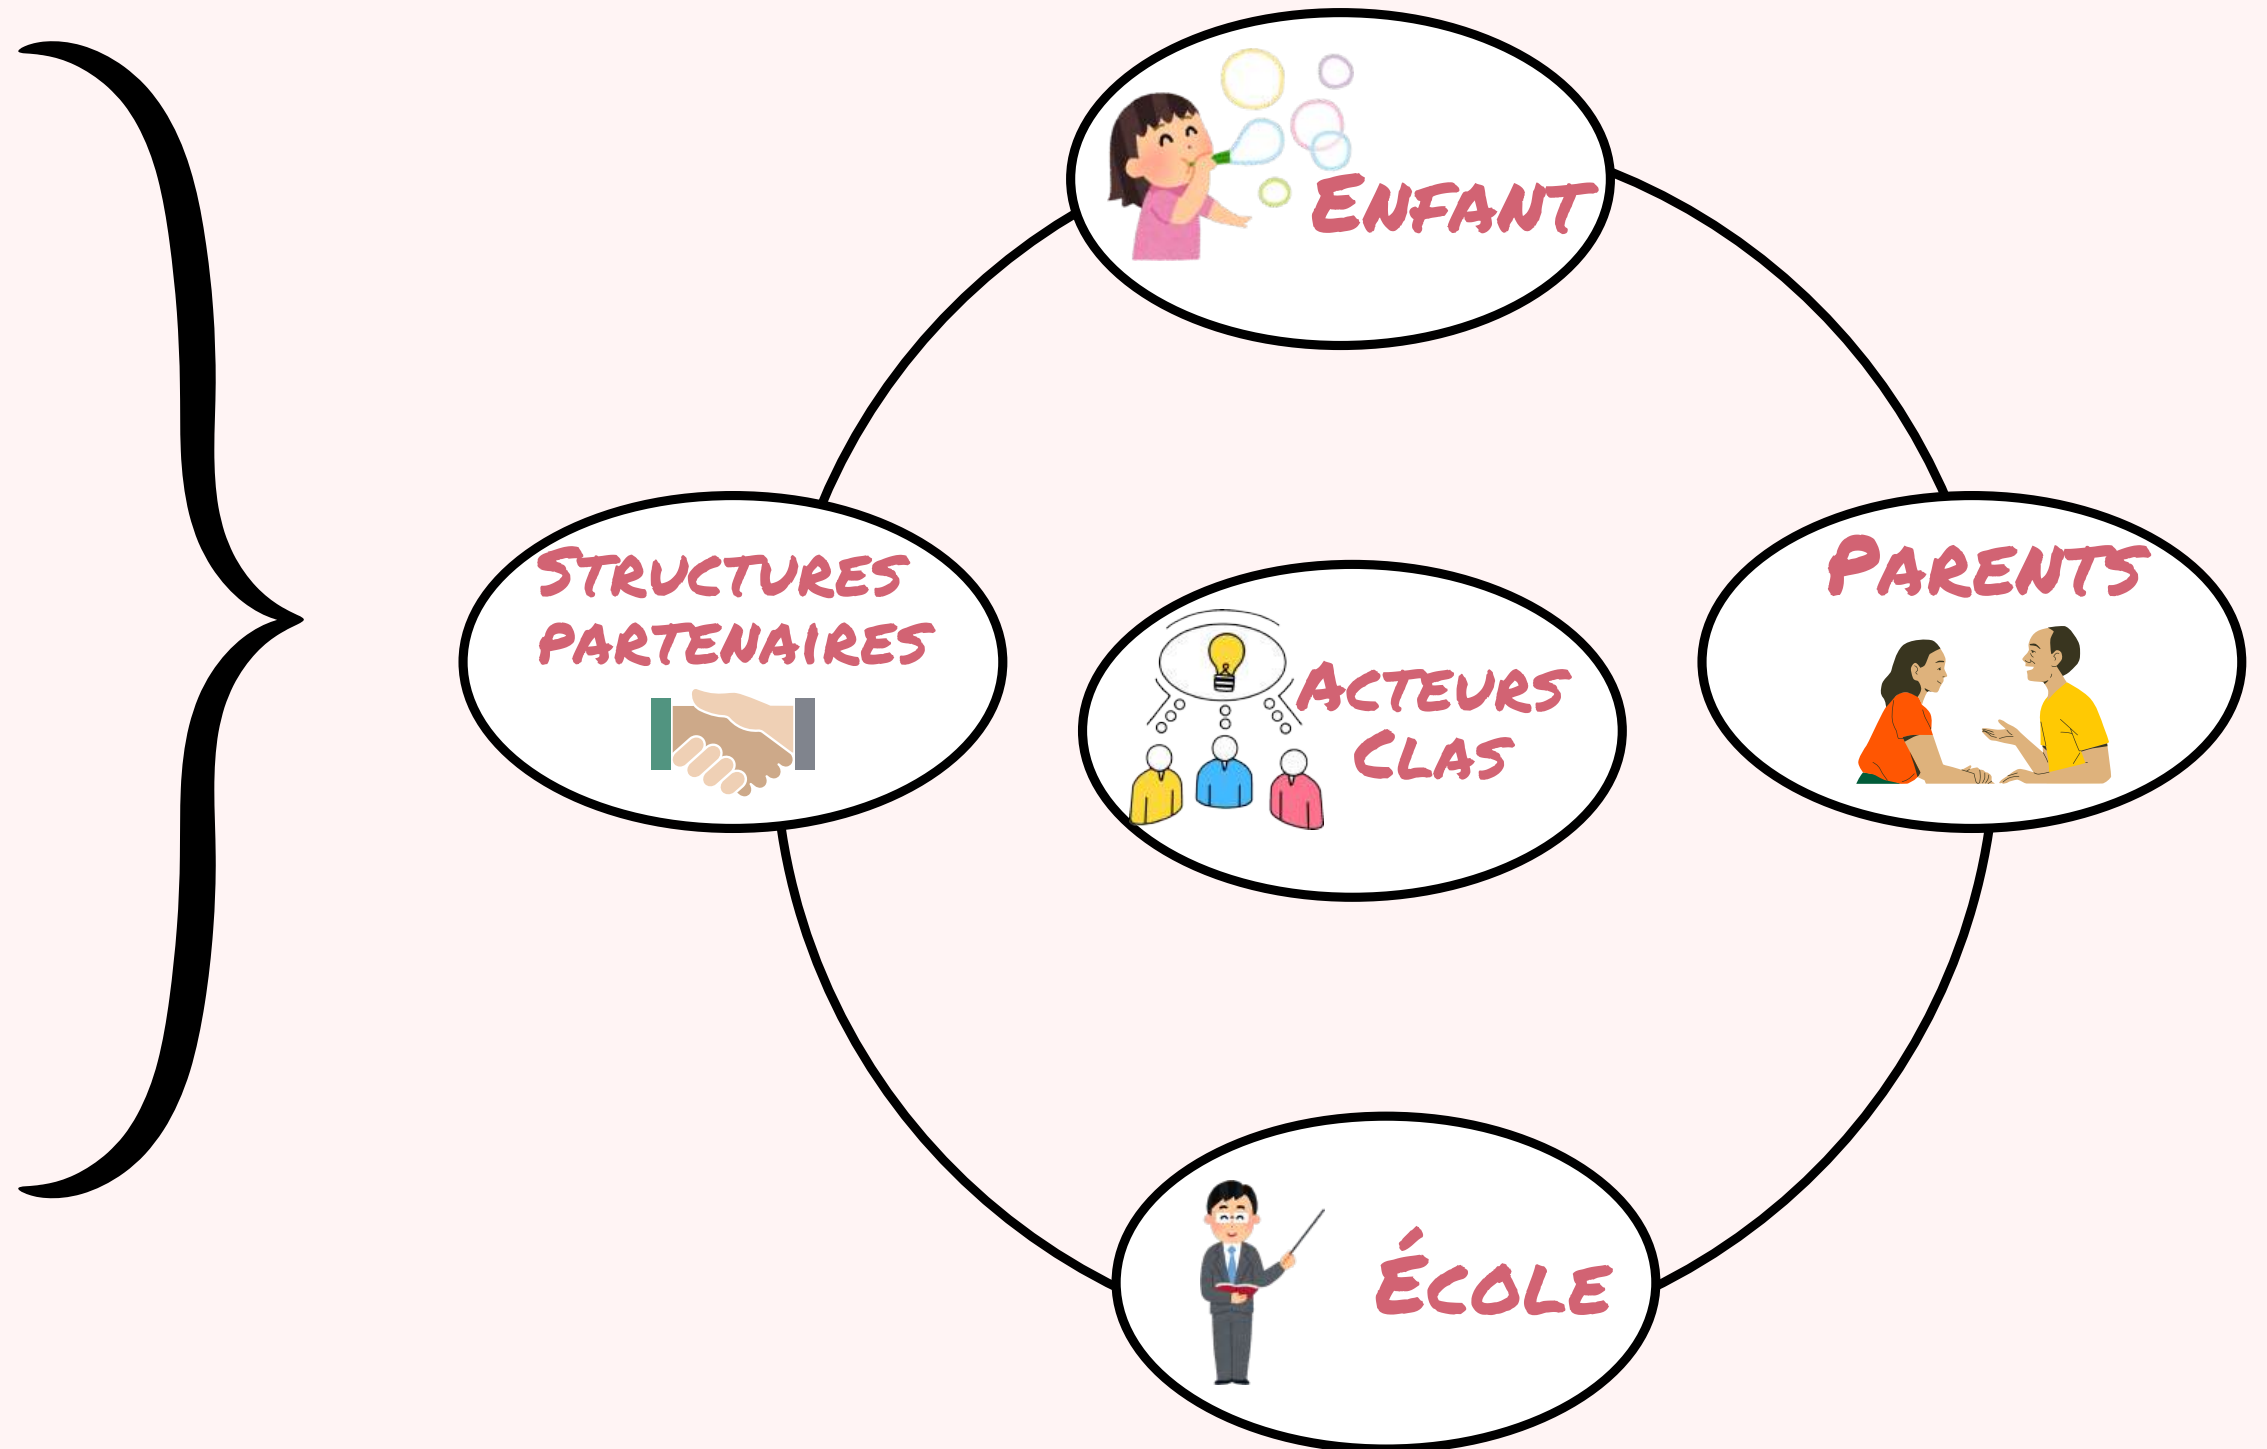 Enfant
Structures
partenaires
Parents
Acteurs
Clas
École